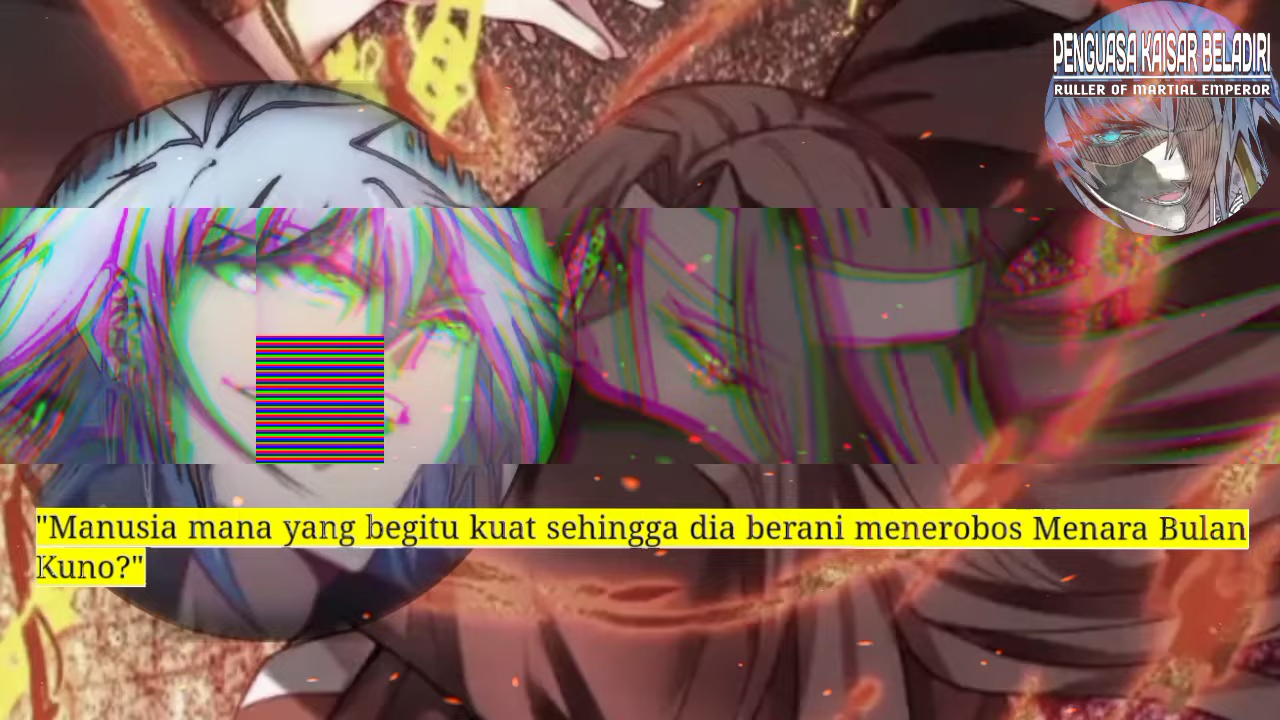 PENGUASA KAISAR BELADIRI
RULLER OF MARTIAL EMPEROR
"Manusia mana yang begitu kuat sehingga dia berani menerobos Menara Bulan
Kuno?"